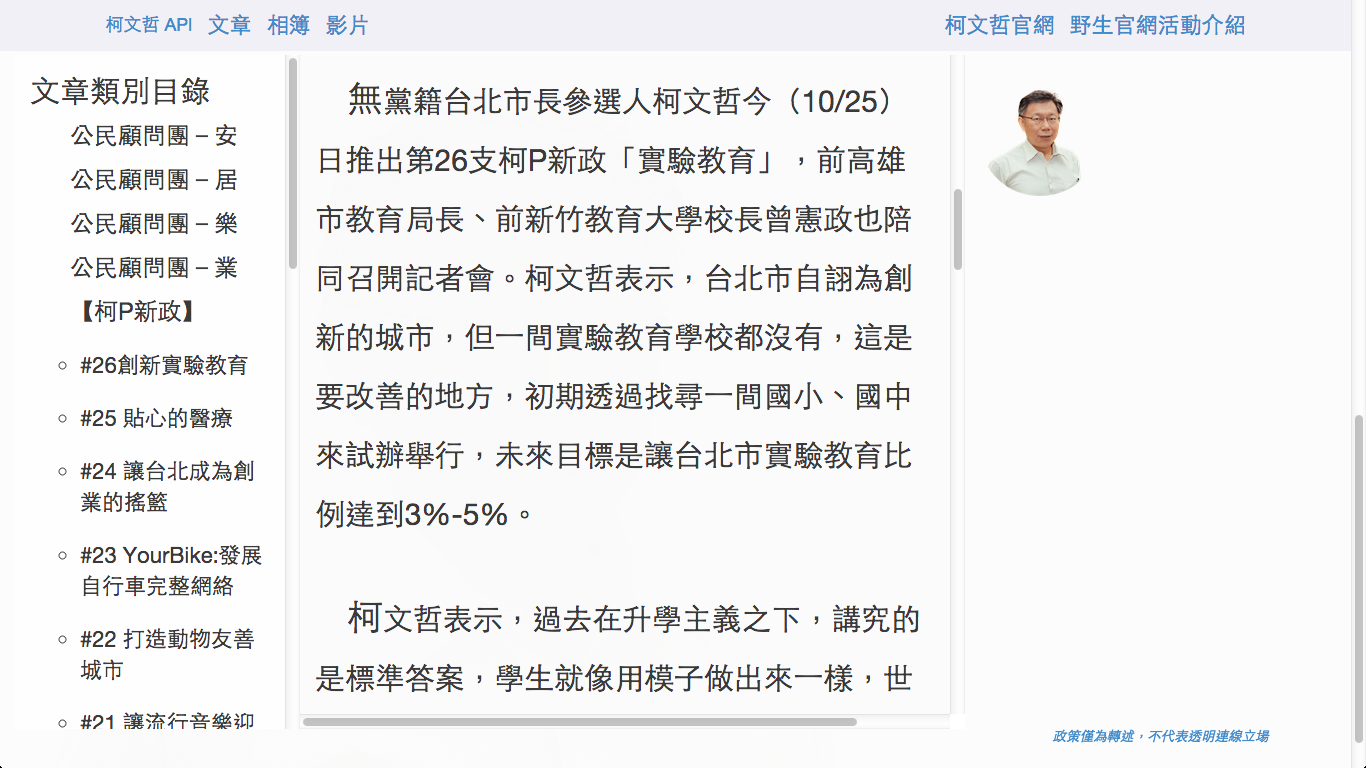 柯文哲 API 文章 相簿 影片 柯文哲官網 野生官網活動介紹
文章類別目錄
公民顧問團 – 安
公民顧問團 – 居
公民顧問團 – 樂
公民顧問團 – 業
【柯P新政】
#26創新實驗教育
#25 貼心的醫療
#24 讓台北成為創
業的搖籃
#23 YourBike:發展
自行車完整網絡
#22 打造動物友善
城市
#21 讓流行音樂迎
無黨籍台北市長參選人柯文哲今（10/25）
日推出第26支柯P新政「實驗教育」，前高雄
市教育局長、前新竹教育大學校長曾憲政也陪
同召開記者會。柯文哲表示，台北市自詡為創
新的城市，但一間實驗教育學校都沒有，這是
要改善的地方，初期透過找尋一間國小、國中
來試辦舉行，未來目標是讓台北市實驗教育比
例達到3%-5%。
柯文哲表示，過去在升學主義之下，講究的
是標準答案，學生就像用模子做出來一樣，世
政策僅為轉述，不代表透明連線立場